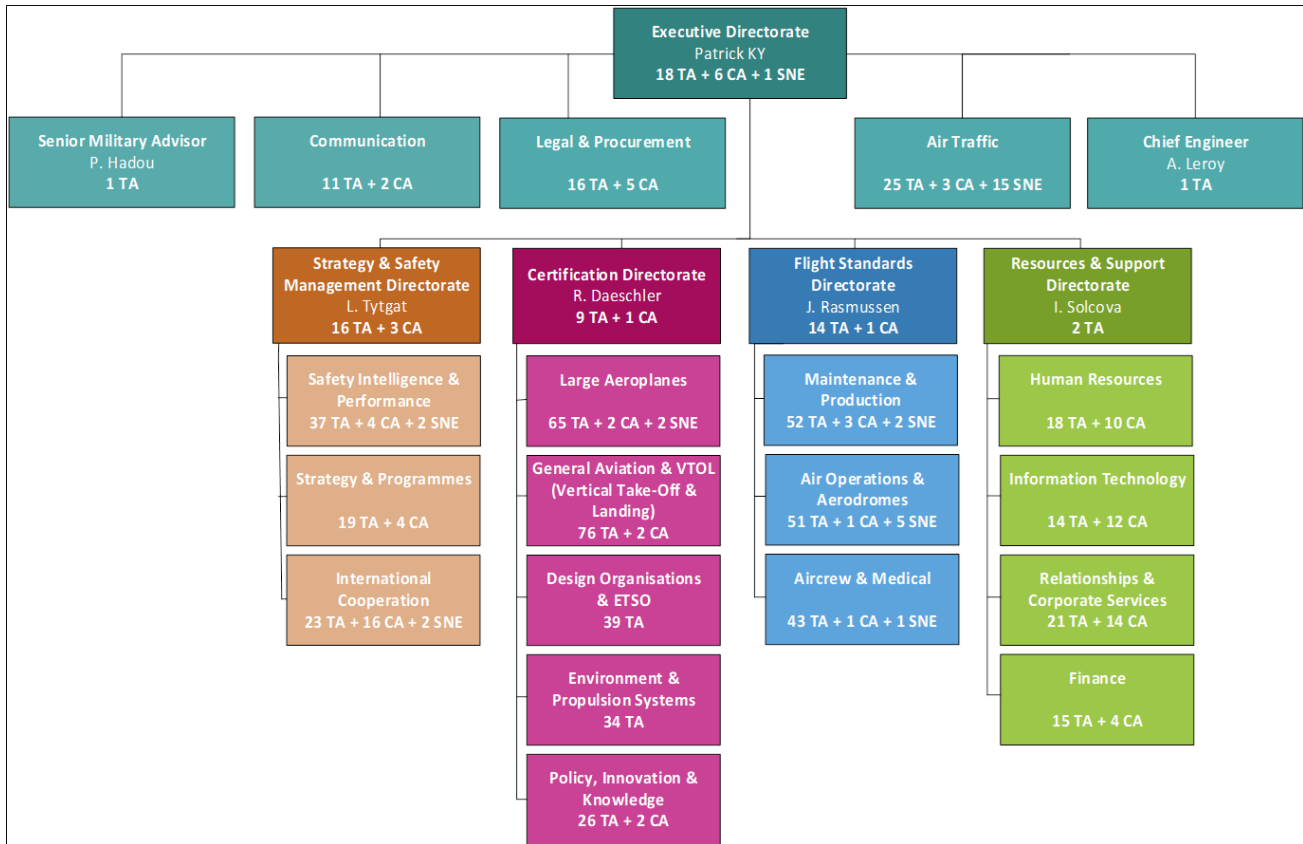 Executive Directorate
Patrick KY
18 TA + 6 CA + 1 SNE
Senior Military Advisor
P. Hadou
1 TA
Communication
11 TA + 2 CA
Legal & Procurement
16 TA + 5 CA
Air Traffic
25 TA + 3 CA + 15 SNE
Chief Engineer
A. Leroy
1 TA
Strategy & Safety
Management Directorate
L. Tytgat
16 TA + 3 CA
Safety Intelligence &
Performance
37 TA + 4 CA + 2 SNE
Strategy & Programmes
19 TA + 4 CA
International
Cooperation
23 TA + 16 CA + 2 SNE
Certification Directorate
R. Daeschler
9 TA + 1 CA
Large Aeroplanes
65 TA + 2 CA + 2 SNE
General Aviation & VTOL
(Vertical Take-Off &
Landing)
76 TA + 2 CA
Design Organisations
& ETSO
39 TA
Environment &
Propulsion Systems
34 TA
Policy, Innovation &
Knowledge
26 TA + 2 CA
Flight Standards
Directorate
J. Rasmussen
14 TA + 1 CA
Maintenance &
Production
52 TA + 3 CA + 2 SNE
Air Operations &
Aerodromes
51 TA + 1 CA + 5 SNE
Aircrew & Medical
43 TA + 1 CA + 1 SNE
Resources & Support
Directorate
I. Solcova
2 TA
Human Resources
18 TA + 10 CA
Information Technology
14 TA + 12 CA
Relationships &
Corporate Services
21 TA + 14 CA
Finance
15 TA + 4 CA